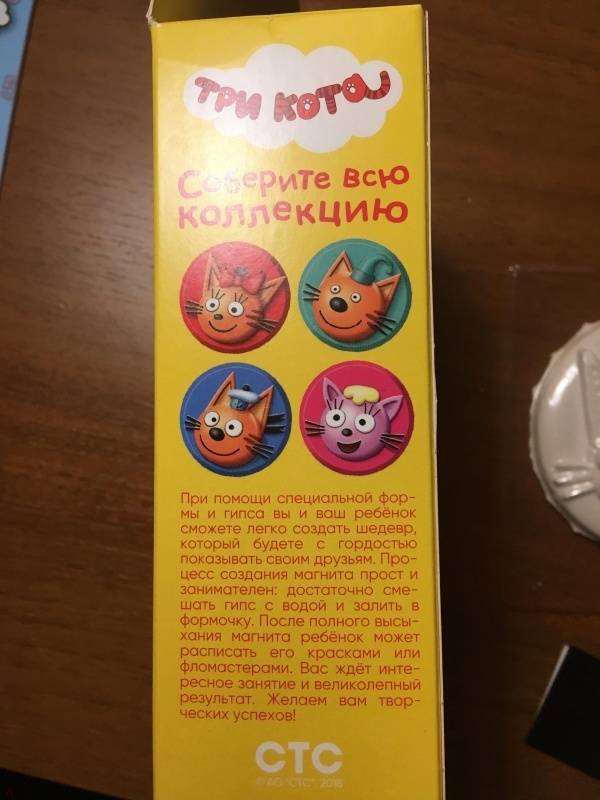 ТРИ КОТА
Соберите всю
коллекцию
При помощи специальной фор-
мы и гипса вы и ваш ребёнок
сможете легко создать шедевр,
который будете с гордостью
показывать своим друзьям. Про-
цесс создания магнита прост и
занимателен: достаточно сме-
шать гипс с водой и залить в
формочку. После полного высы-
хания магнита ребёнок может
расписать его красками или
фломастерами. Вас ждёт инте-
ресное занятие и великолепный
результат. Желаем вам твор-
ческих успехов!
СТС
© АО "СТС", 2018